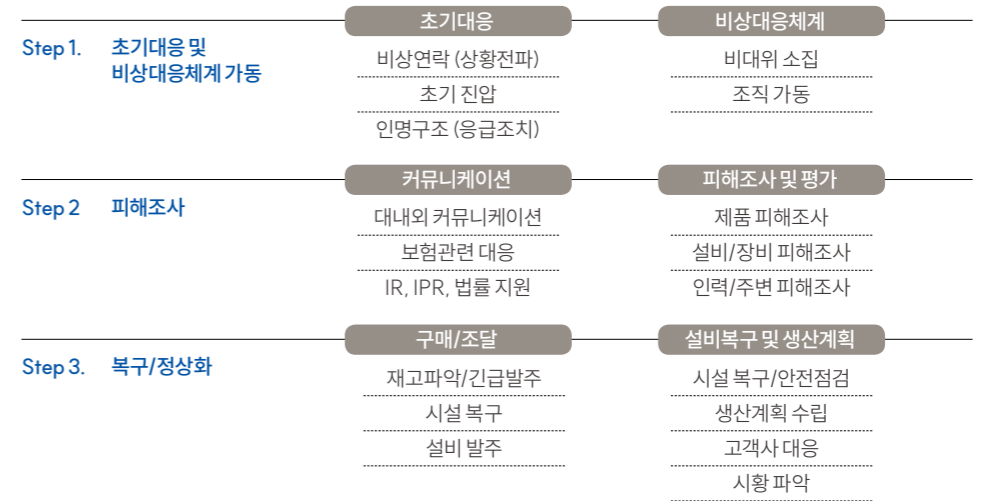 Step 1. 초기대응 및
비상대응체계 가동
초기대응
비상연락 (상황전파)
초기 진압
인명구조 (응급조치)
비상대응체계
비대위 소집
조직 가동
Step 2 피해조사
커뮤니케이션
대내외 커뮤니케이션
보험관련 대응
IR, IPR, 법률 지원
피해조사 및 평가
제품 피해조사
설비/장비 피해조사
인력/주변 피해조사
Step 3. 복구/정상화
구매/조달
재고파악/긴급발주
시설 복구
설비 발주
설비복구 및 생산계획
시설 복구/안전점검
생산계획 수립
고객사 대응
시황 파악